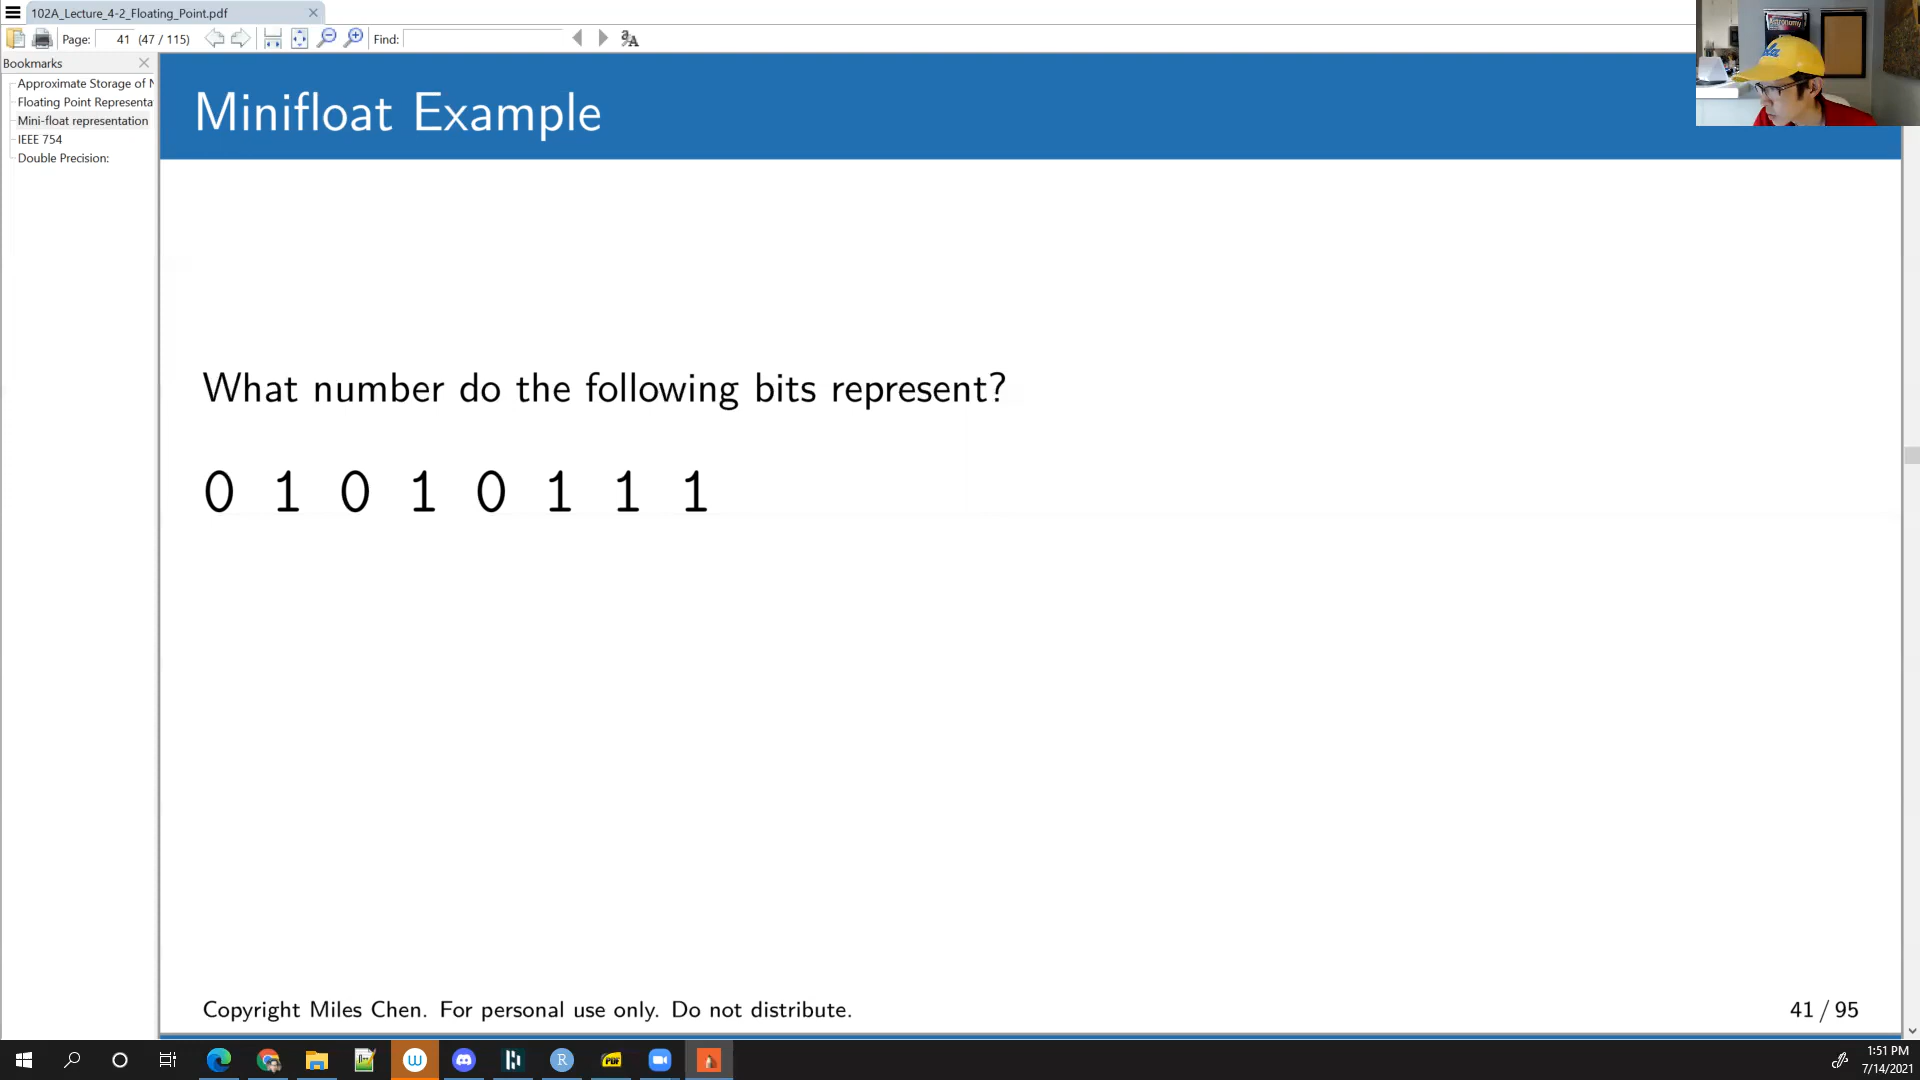 102A_Lecture_4-2_Floating_Point.pdf
Page: 41 (47 / 115) Find:
Bookmarks
Approximate Storage of N
Floating Point Representa
Mini-float representation
IEEE 754
Double Precision:
Minifloat Example
What number do the following bits represent?
0 1 0 1 0 1 1 1
Copyright Miles Chen. For personal use only. Do not distribute.
41 / 95
1:51 PM
7/14/2021